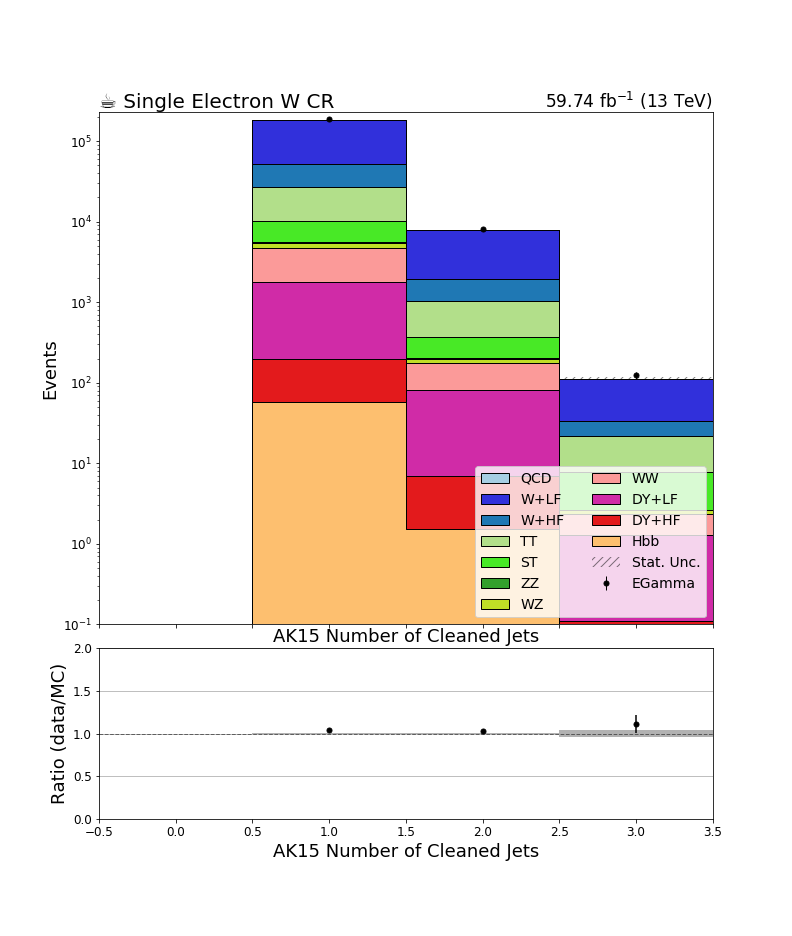 ☕ Single Electron W CR
59.74 fb⁻¹ (13 TeV)
Events
10⁵
10⁴
10³
10²
10¹
10⁰
10⁻¹
QCD
W+LF
W+HF
TT
ST
ZZ
WZ
WW
DY+LF
DY+HF
Hbb
Stat. Unc.
EGamma
AK15 Number of Cleaned Jets
Ratio (data/MC)
2.0
1.5
1.0
0.5
0.0
−0.5 0.0 0.5 1.0 1.5 2.0 2.5 3.0 3.5
AK15 Number of Cleaned Jets